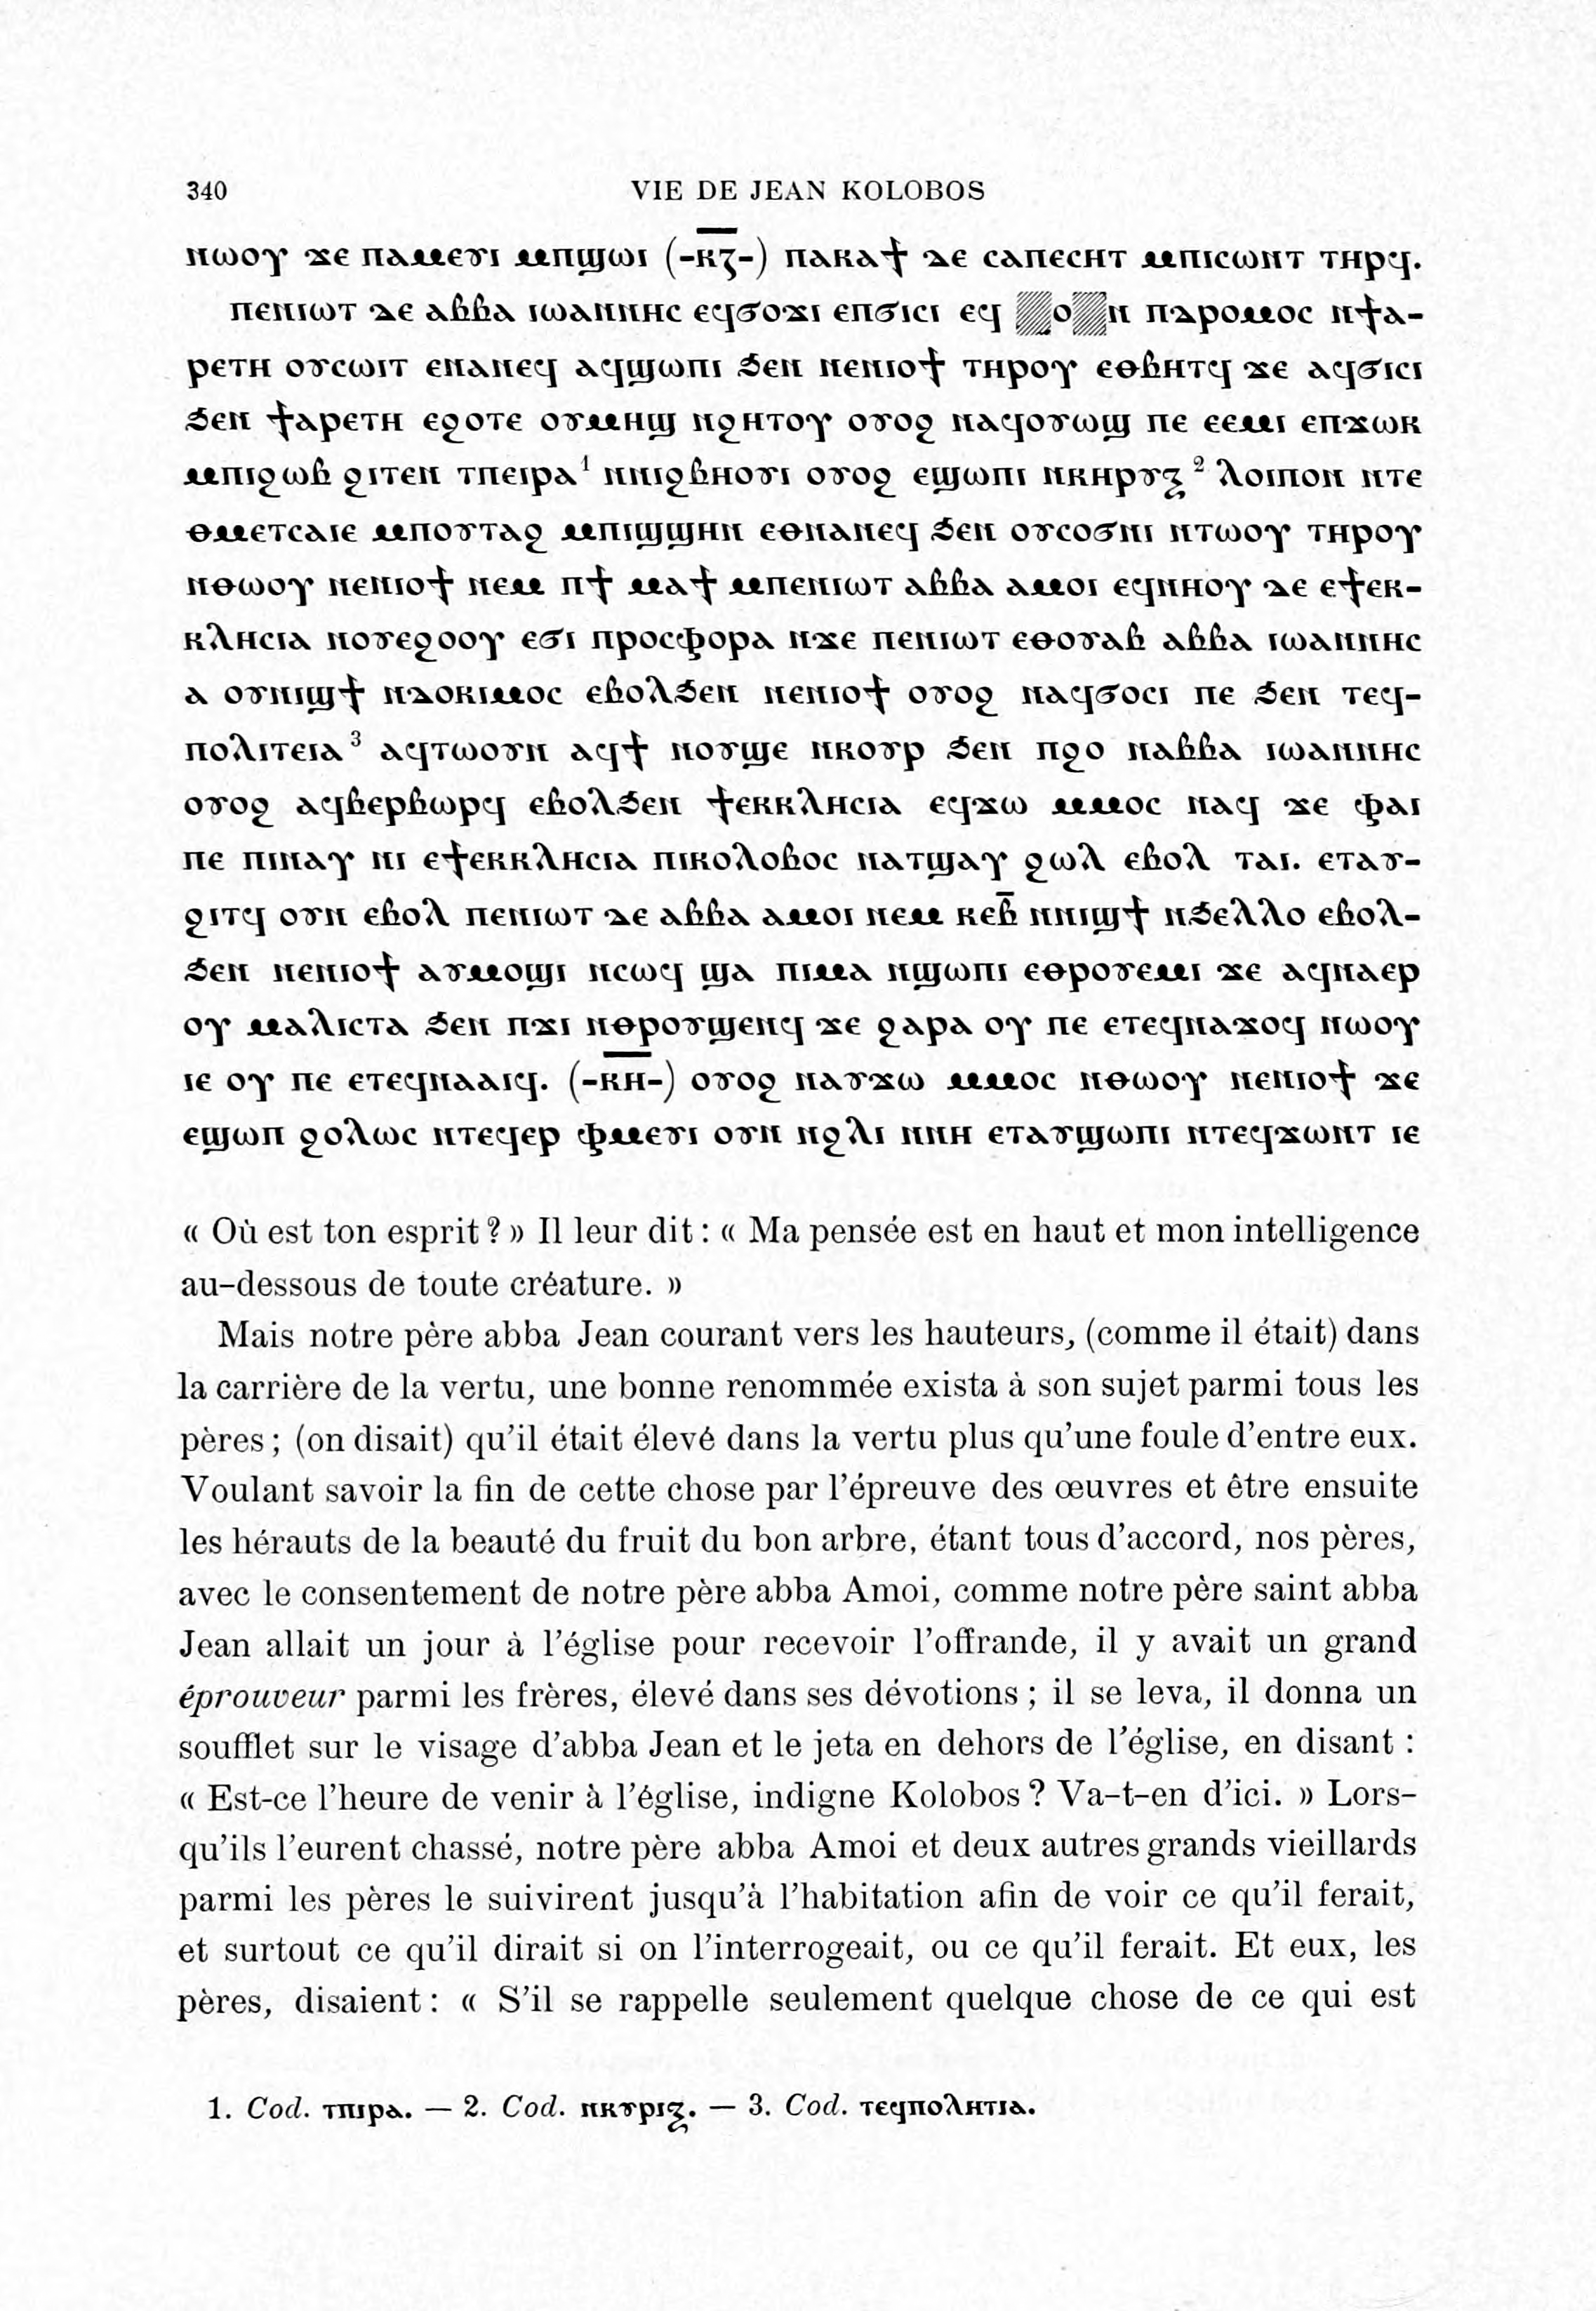 340 VIE DE JEAN KOLOBOS
ⲛⲱⲟⲩ ϫⲉ ⲡⲁⲙⲉⲩⲓ ⲙⲡϣⲱⲓ (-ⲕ̅ⲍ̅-) ⲡⲁⲕⲁϯ ⲇⲉ ⲥⲁⲡⲉⲥⲏⲧ ⲙⲡⲓⲥⲱⲛⲧ ⲧⲏⲣϥ.
ⲡⲉⲛⲓⲱⲧ ⲇⲉ ⲁⲃⲃⲁ ⲓⲱⲁⲛⲛⲏⲥ ⲉϥϭⲟϫⲓ ⲉⲡϭⲓⲥⲓ ⲉϥ ▨ⲟ▨ⲛ ⲡⲇⲣⲟⲙⲟⲥ ⲛϯⲁ-
ⲣⲉⲧⲏ ⲟⲩⲥⲱⲓⲧ ⲉⲛⲁⲛⲉϥ ⲁϥϣⲱⲡⲓ ϧⲉⲛ ⲛⲉⲛⲓⲟϯ ⲧⲏⲣⲟⲩ ⲉⲑⲃⲏⲧϥ ϫⲉ ⲁϥϭⲓⲥⲓ
ϧⲉⲛ ϯⲁⲣⲉⲧⲏ ⲉϩⲟⲧⲉ ⲟⲩⲙⲏϣ ⲛϩⲏⲧⲟⲩ ⲟⲩⲟϩ ⲛⲁϥⲟⲩⲱϣ ⲡⲉ ⲉⲉⲙⲓ ⲉⲡϫⲱⲕ
ⲙⲡⲓϩⲱⲃ ϩⲓⲧⲉⲛ ⲧⲡⲉⲓⲣⲁ¹ ⲛⲛⲓϩⲃⲏⲟⲩⲓ ⲟⲩⲟϩ ⲉϣⲱⲡⲓ ⲛⲕⲏⲣⲩⲝ² ⲗⲟⲓⲡⲟⲛ ⲛⲧⲉ
ⲑⲙⲉⲧⲥⲁⲓⲉ ⲙⲡⲟⲩⲧⲁϩ ⲙⲡⲓϣϣⲏⲛ ⲉⲑⲛⲁⲛⲉϥ ϧⲉⲛ ⲟⲩⲥⲟϭⲛⲓ ⲛⲧⲱⲟⲩ ⲧⲏⲣⲟⲩ
ⲛⲑⲱⲟⲩ ⲛⲉⲛⲓⲟϯ ⲛⲉⲙ ⲡϯ ⲙⲁϯ ⲙⲡⲉⲛⲓⲱⲧ ⲁⲃⲃⲁ ⲁⲙⲟⲓ ⲉϥⲛⲏⲟⲩ ⲇⲉ ⲉϯⲉⲕ-
ⲕⲗⲏⲥⲓⲁ ⲛⲟⲩⲉϩⲟⲟⲩ ⲉϭⲓ ⲡⲣⲟⲥⲫⲟⲣⲁ ⲛϫⲉ ⲡⲉⲛⲓⲱⲧ ⲉⲑⲟⲩⲁⲃ ⲁⲃⲃⲁ ⲓⲱⲁⲛⲛⲏⲥ
ⲁ ⲟⲩⲛⲓϣϯ ⲛⲇⲟⲕⲓⲙⲟⲥ ⲉⲃⲟⲗϧⲉⲛ ⲛⲉⲛⲓⲟϯ ⲟⲩⲟϩ ⲛⲁϥϭⲟⲥⲓ ⲡⲉ ϧⲉⲛ ⲧⲉϥ-
ⲡⲟⲗⲓⲧⲉⲓⲁ³ ⲁϥⲧⲱⲟⲩⲛ ⲁϥϯ ⲛⲟⲩϣⲉ ⲛⲕⲟⲩⲣ ϧⲉⲛ ⲡϩⲟ ⲛⲁⲃⲃⲁ ⲓⲱⲁⲛⲛⲏⲥ
ⲟⲩⲟϩ ⲁϥⲃⲉⲣⲃⲱⲣϥ ⲉⲃⲟⲗϧⲉⲛ ϯⲉⲕⲕⲗⲏⲥⲓⲁ ⲉϥϫⲱ ⲙⲙⲟⲥ ⲛⲁϥ ϫⲉ ⲫⲁⲓ
ⲡⲉ ⲡⲓⲛⲁⲩ ⲛⲓ ⲉϯⲉⲕⲕⲗⲏⲥⲓⲁ ⲡⲓⲕⲟⲗⲟⲃⲟⲥ ⲛⲁⲧϣⲁⲩ ϩⲱⲗ ⲉⲃⲟⲗ ⲧⲁⲓ. ⲉⲧⲁⲩ-
ϩⲓⲧϥ ⲟⲩⲛ ⲉⲃⲟⲗ ⲡⲉⲛⲓⲱⲧ ⲇⲉ ⲁⲃⲃⲁ ⲁⲙⲟⲓ ⲛⲉⲙ ⲕⲉⲃ̅ ⲛⲛⲓϣϯ ⲛϧⲉⲗⲗⲟ ⲉⲃⲟⲗ-
ϧⲉⲛ ⲛⲉⲛⲓⲟϯ ⲁⲩⲙⲟϣⲓ ⲛⲥⲱϥ ϣⲁ ⲡⲓⲙⲁ ⲛϣⲱⲡⲓ ⲉⲑⲣⲟⲩⲉⲙⲓ ϫⲉ ⲁϥⲛⲁⲉⲣ
ⲟⲩ ⲙⲁⲗⲓⲥⲧⲁ ϧⲉⲛ ⲡϫⲓ ⲛⲑⲣⲟⲩϣⲉⲛϥ ϫⲉ ϩⲁⲣⲁ ⲟⲩ ⲡⲉ ⲉⲧⲉϥⲛⲁϫⲟϥ ⲛⲱⲟⲩ
ⲓⲉ ⲟⲩ ⲡⲉ ⲉⲧⲉϥⲛⲁⲁⲓϥ. (-ⲕ̅ⲏ̅-) ⲟⲩⲟϩ ⲛⲁⲩϫⲱ ⲙⲙⲟⲥ ⲛⲑⲱⲟⲩ ⲛⲉⲛⲓⲟϯ ϫⲉ
ⲉϣⲱⲡ ϩⲟⲗⲱⲥ ⲛⲧⲉϥⲉⲣ ⲫⲙⲉⲩⲓ ⲟⲩⲛ ⲛϩⲗⲓ ⲛⲛⲏ ⲉⲧⲁⲩϣⲱⲡⲓ ⲛⲧⲉϥϫⲱⲛⲧ ⲓⲉ
« Où est ton esprit ? » Il leur dit : « Ma pensée est en haut et mon intelligence
au-dessous de toute créature. »
Mais notre père abba Jean courant vers les hauteurs, (comme il était) dans
la carrière de la vertu, une bonne renommée exista à son sujet parmi tous les
pères ; (on disait) qu'il était élevé dans la vertu plus qu'une foule d'entre eux.
Voulant savoir la fin de cette chose par l'épreuve des œuvres et être ensuite
les hérauts de la beauté du fruit du bon arbre, étant tous d'accord, nos pères,
avec le consentement de notre père abba Amoi, comme notre père saint abba
Jean allait un jour à l'église pour recevoir l'offrande, il y avait un grand
éprouveur parmi les frères, élevé dans ses dévotions ; il se leva, il donna un
soufflet sur le visage d'abba Jean et le jeta en dehors de l'église, en disant :
« Est-ce l'heure de venir à l'église, indigne Kolobos ? Va-t-en d'ici. » Lors-
qu'ils l'eurent chassé, notre père abba Amoi et deux autres grands vieillards
parmi les pères le suivirent jusqu'à l'habitation afin de voir ce qu'il ferait,
et surtout ce qu'il dirait si on l'interrogeait, ou ce qu'il ferait. Et eux, les
pères, disaient : « S'il se rappelle seulement quelque chose de ce qui est
1. Cod. ⲧⲡⲓⲣⲁ. — 2. Cod. ⲛⲕⲩⲣⲓⲝ. — 3. Cod. ⲧⲉϥⲡⲟⲗⲏⲧⲓⲁ.